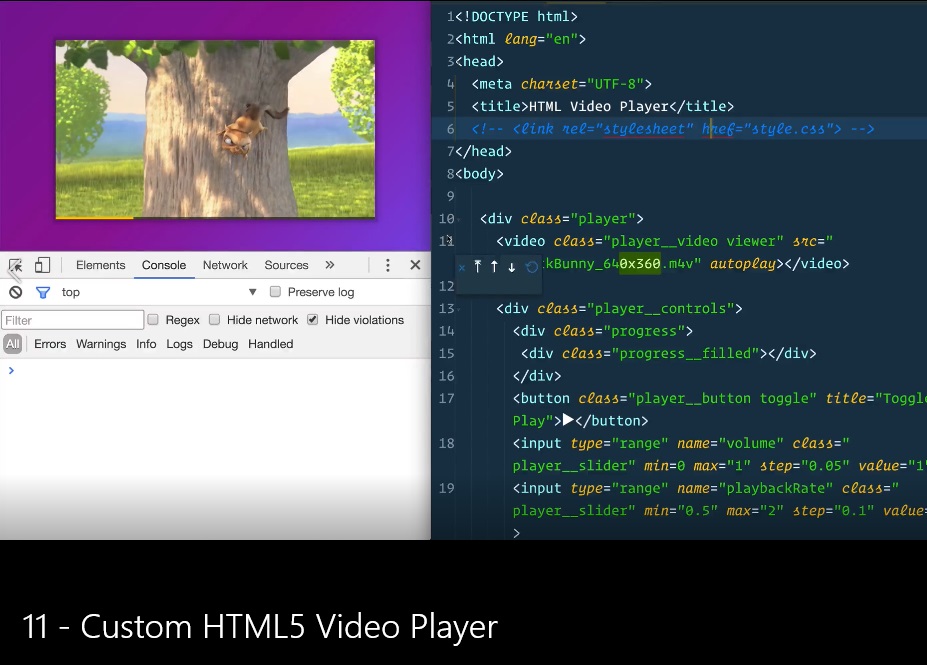 Elements Console Network Sources »
top Preserve log
Filter Regex Hide network Hide violations
All Errors Warnings Info Logs Debug Handled
1 <!DOCTYPE html>
2 <html lang="en">
3 <head>
4 <meta charset="UTF-8">
5 <title>HTML Video Player</title>
6 <!-- <link rel="stylesheet" href="style.css"> -->
7 </head>
8 <body>
9
10 <div class="player">
11 <video class="player__video viewer" src="
kBunny_640x360.m4v" autoplay></video>
12
13 <div class="player__controls">
14 <div class="progress">
15 <div class="progress__filled"></div>
16 </div>
17 <button class="player__button toggle" title="Toggle
Play">►</button>
18 <input type="range" name="volume" class="
player__slider" min=0 max="1" step="0.05" value="1"
19 <input type="range" name="playbackRate" class="
player__slider" min="0.5" max="2" step="0.1" value=
>
11 - Custom HTML5 Video Player